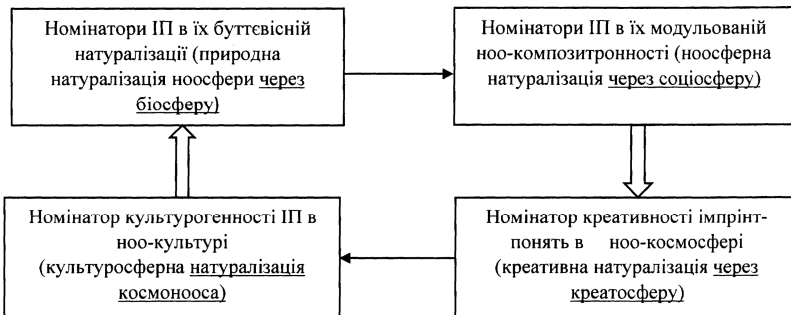 Номінатори ІП в їх буттєвісній
натуралізації (природна
натуралізація ноосфери через
біосферу)
Номінатори ІП в їх модульованій
ноо-композитронності (ноосферна
натуралізація через соціосферу)
Номінатор культурогенності ІП в
ноо-культурі
(культуросферна натуралізація
космонооса)
Номінатор креативності імпрінт-
понять в ноо-космосфері
(креативна натуралізація через
креатосферу)